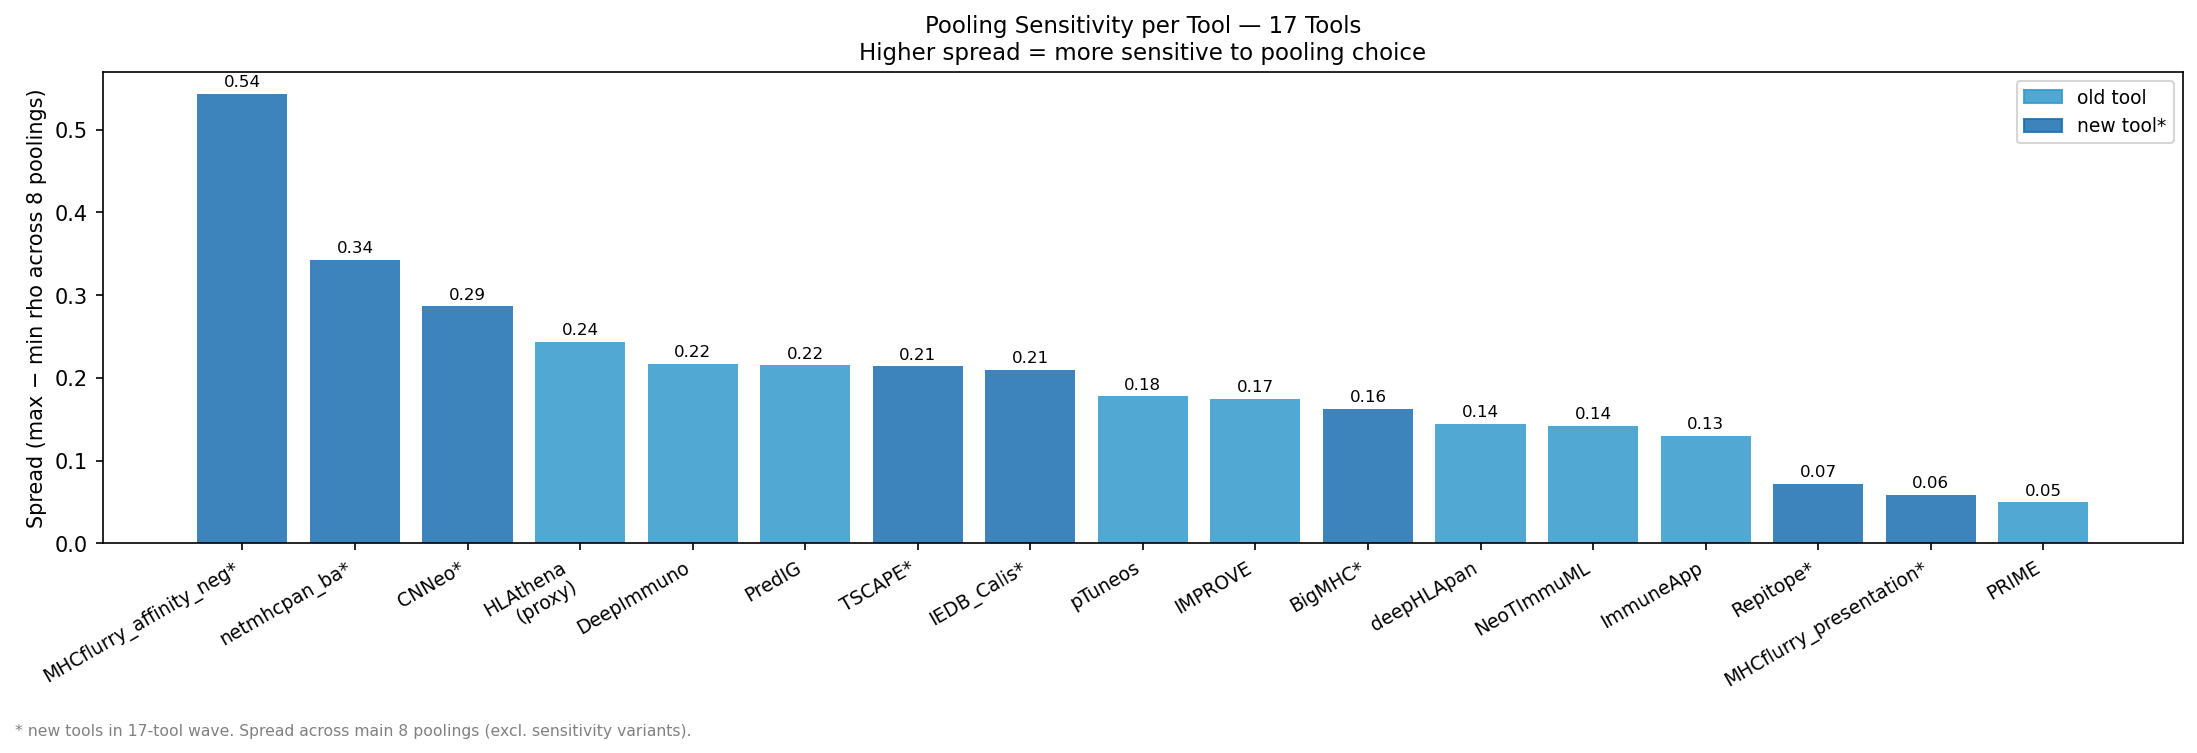 Pooling Sensitivity per Tool — 17 Tools
Higher spread = more sensitive to pooling choice
Spread (max − min rho across 8 poolings)
0.5
0.4
0.3
0.2
0.1
0.0
0.54
0.34
0.29
0.24
0.22
0.22
0.21
0.21
0.18
0.17
0.16
0.14
0.14
0.13
0.07
0.06
0.05
old tool
new tool*
MHCflurry_affinity_neg*
netmhcpan_ba*
CNNeo*
HLAthena
(proxy)
DeepImmuno
PredIG
TSCAPE*
IEDB_Calis*
pTuneos
IMPROVE
BigMHC*
deepHLApan
NeoTImmuML
ImmuneApp
Repitope*
MHCflurry_presentation*
PRIME
* new tools in 17-tool wave. Spread across main 8 poolings (excl. sensitivity variants).